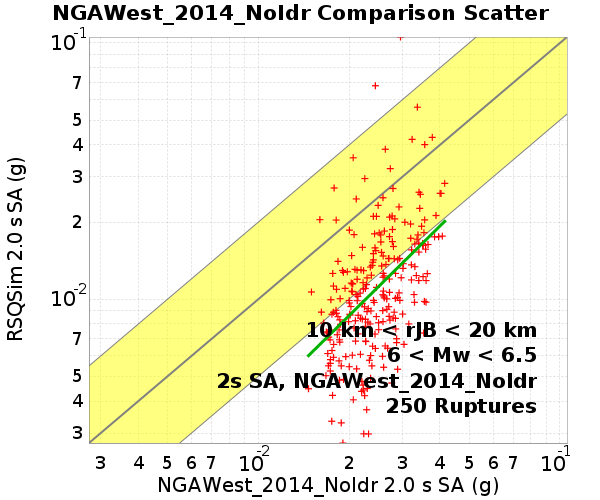 NGAWest_2014_NoIdr Comparison Scatter
10-1
7
5
4
3
2
10-2
7
5
4
3
RSQSim 2.0 s SA (g)
10 km < rJB < 20 km
6 < Mw < 6.5
2s SA, NGAWest_2014_NoIdr
250 Ruptures
3 4 5 6 7 10-2 2 3 4 5 6 7 10-1
NGAWest_2014_NoIdr 2.0 s SA (g)